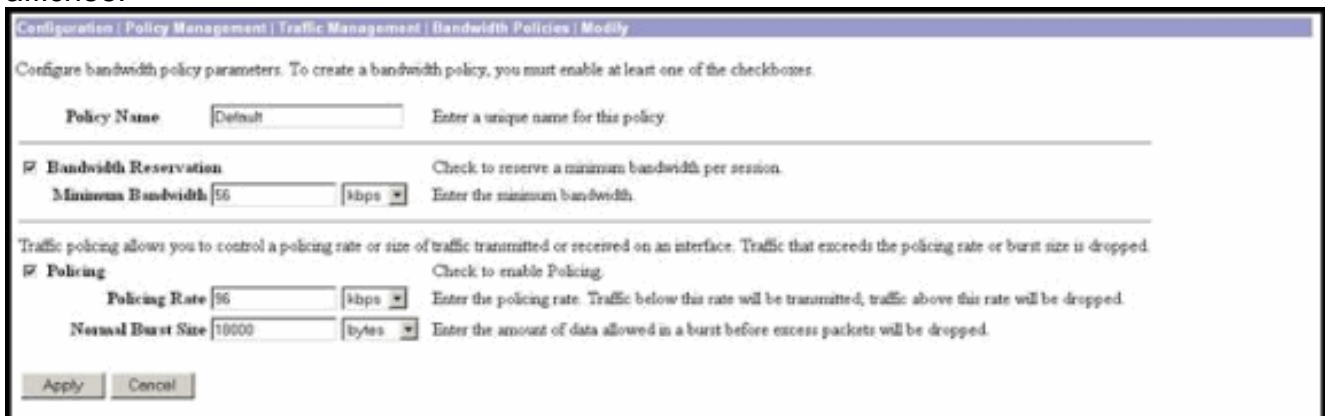 affichée.
Configuration | Policy Management | Traffic Management | Bandwidth Policies | Modify
Configure bandwidth policy parameters. To create a bandwidth policy, you must enable at least one of the checkboxes.
Policy Name Default Enter a unique name for this policy.
Bandwidth Reservation Check to reserve a minimum bandwidth per session.
Minimum Bandwidth 56 kbps Enter the minimum bandwidth.
Traffic policing allows you to control a policing rate or size of traffic transmitted or received on an interface. Traffic that exceeds the policing rate or burst size is dropped.
Policing Check to enable Policing.
Policing Rate 96 kbps Enter the policing rate. Traffic below this rate will be transmitted, traffic above this rate will be dropped.
Normal Burst Size 18000 bytes Enter the amount of data allowed in a burst before excess packets will be dropped.
Apply Cancel